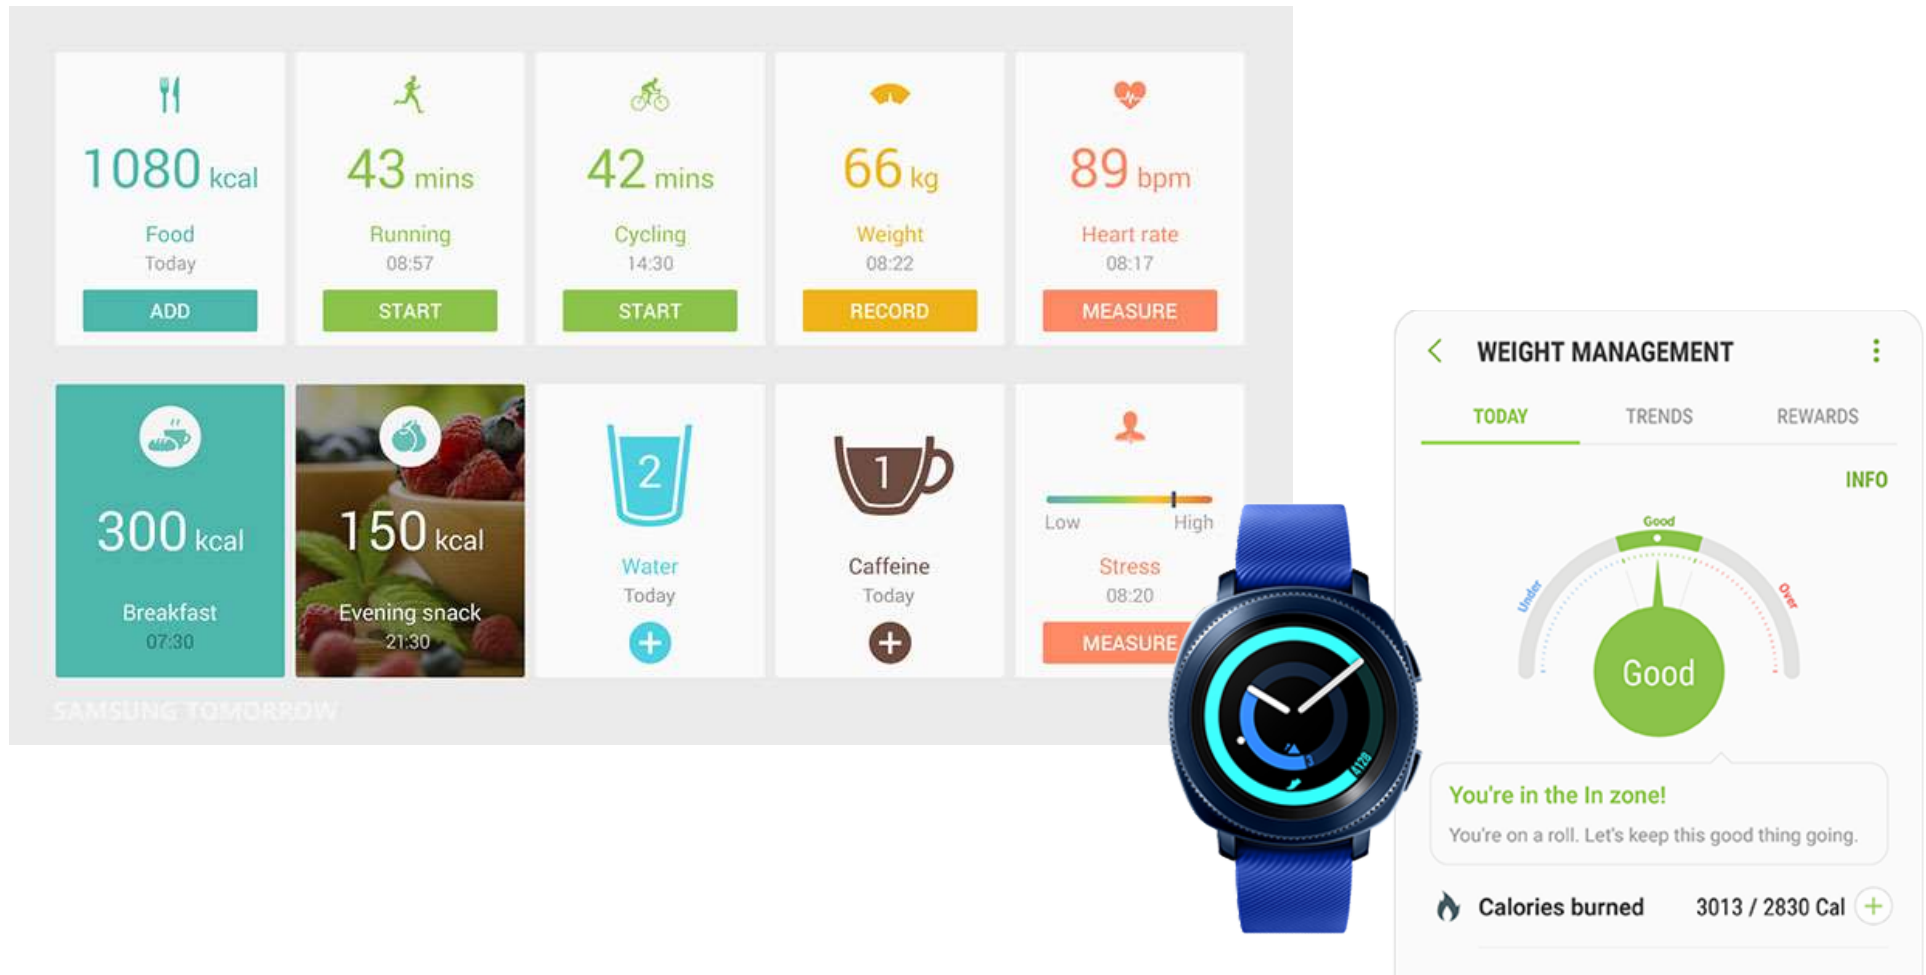 1080 kcal
Food
Today
ADD
43 mins
Running
08:57
START
42 mins
Cycling
14:30
START
66 kg
Weight
08:22
RECORD
89 bpm
Heart rate
08:17
MEASURE
300 kcal
Breakfast
07:30
150 kcal
Evening snack
21:30
2
Water
Today
1
Caffeine
Today
Low High
Stress
08:20
MEASURE
SAMSUNG TOMORROW
3
4128
WEIGHT MANAGEMENT
TODAY TRENDS REWARDS
INFO
Good
Under
Over
Good
You're in the In zone!
You're on a roll. Let's keep this good thing going.
Calories burned 3013 / 2830 Cal